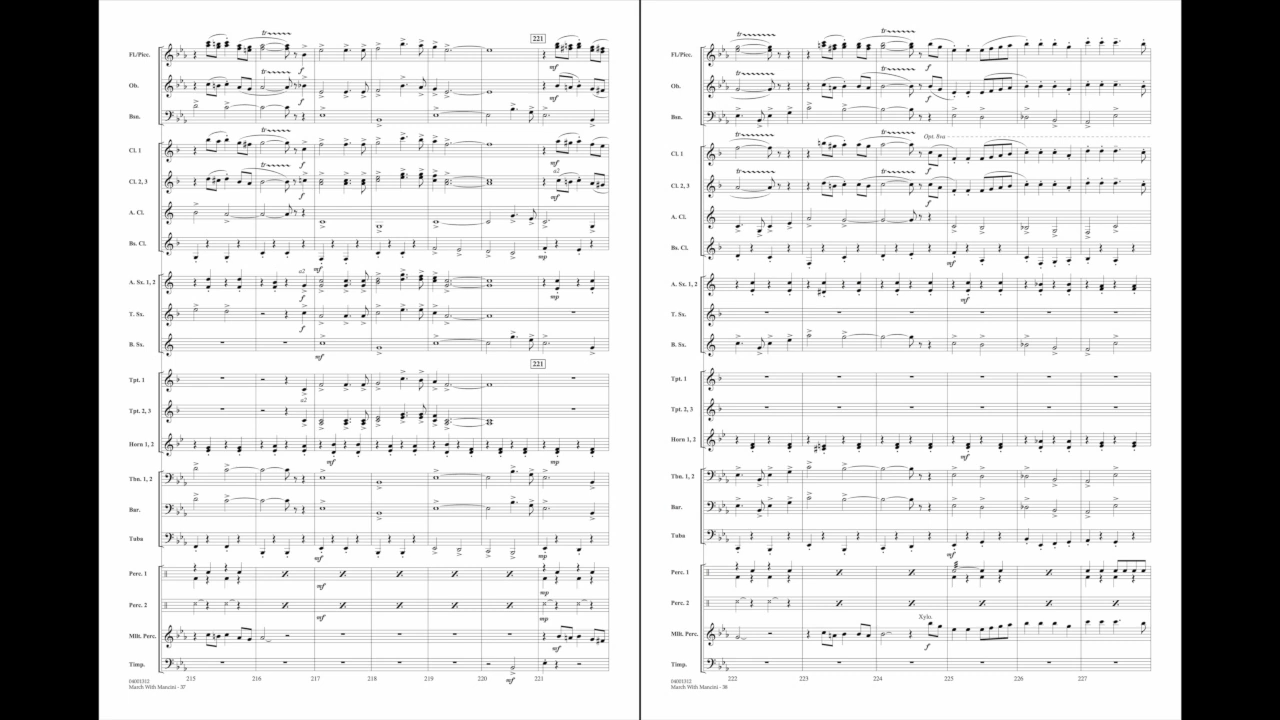 221
Fl./Picc.
Ob.
Bsn.
Cl. 1
Cl. 2, 3
A. Cl.
Bs. Cl.
A. Sx. 1, 2
T. Sx.
B. Sx.
221
Tpt. 1
Tpt. 2, 3
Horn 1, 2
Tbn. 1, 2
Bar.
Tuba
Perc. 1
Perc. 2
Mlt. Perc.
Timp.
04003312
March With Mancini - 37
215 216 217 218 219 220 221
Fl./Picc.
Ob.
Bsn.
Opt. 8va
Cl. 1
Cl. 2, 3
A. Cl.
Bs. Cl.
A. Sx. 1, 2
T. Sx.
B. Sx.
Tpt. 1
Tpt. 2, 3
Horn 1, 2
Tbn. 1, 2
Bar.
Tuba
Perc. 1
Perc. 2
Xylo.
Mlt. Perc.
Timp.
04003312
March With Mancini - 38
222 223 224 225 226 227